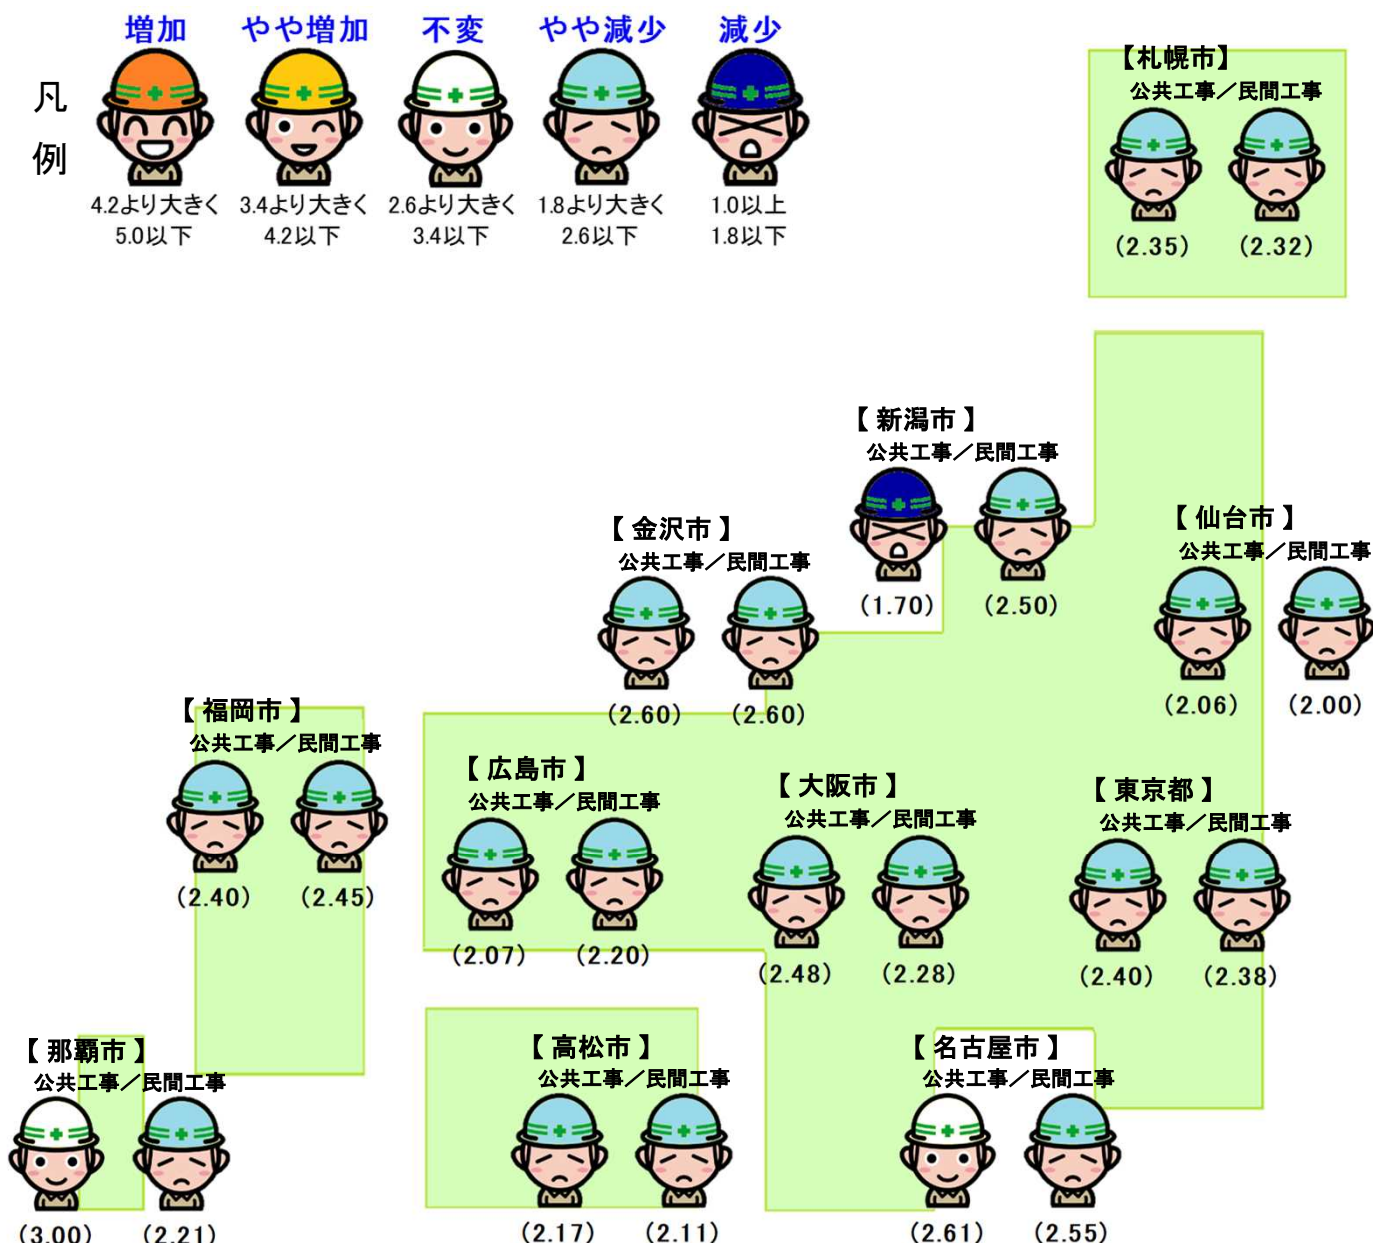 凡例
増加 やや増加 不変 やや減少 減少
4.2より大きく 3.4より大きく 2.6より大きく 1.8より大きく 1.0以上
5.0以下 4.2以下 3.4以下 2.6以下 1.8以下
【札幌市】
公共工事／民間工事
（2.35） （2.32）
【 新潟市 】
公共工事／民間工事
（1.70） （2.50）
【 仙台市 】
公共工事／民間工事
（2.06） （2.00）
【 金沢市 】
公共工事／民間工事
（2.60） （2.60）
【 福岡市 】
公共工事／民間工事
（2.40） （2.45）
【 広島市 】
公共工事／民間工事
（2.07） （2.20）
【 大阪市 】
公共工事／民間工事
（2.48） （2.28）
【 東京都 】
公共工事／民間工事
（2.40） （2.38）
【 那覇市 】
公共工事／民間工事
（3.00） （2.21）
【 高松市 】
公共工事／民間工事
（2.17） （2.11）
【 名古屋市 】
公共工事／民間工事
（2.61） （2.55）